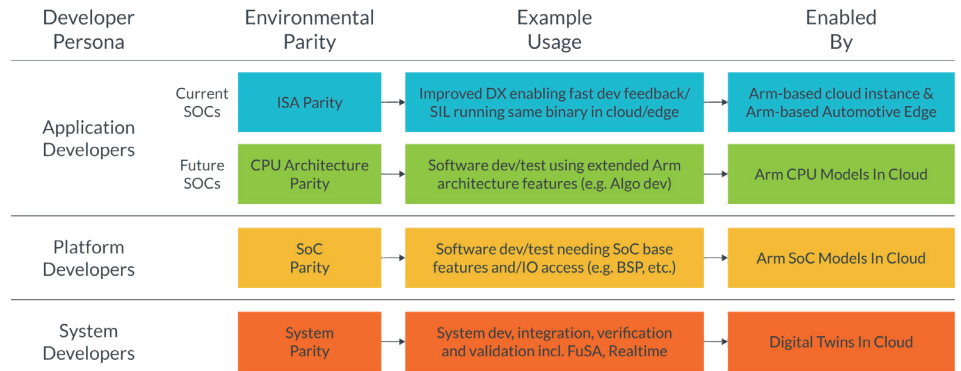 Developer
Persona
Environmental
Parity
Example
Usage
Enabled
By
Application
Developers
Current
SOCs
ISA Parity
Improved DX enabling fast dev feedback/
SIL running same binary in cloud/edge
Arm-based cloud instance &
Arm-based Automotive Edge
Future
SOCs
CPU Architecture
Parity
Software dev/test using extended Arm
architecture features (e.g. Algo dev)
Arm CPU Models In Cloud
Platform
Developers
SoC
Parity
Software dev/test needing SoC base
features and/IO access (e.g. BSP, etc.)
Arm SoC Models In Cloud
System
Developers
System
Parity
System dev, integration, verification
and validation incl. FuSA, Realtime
Digital Twins In Cloud